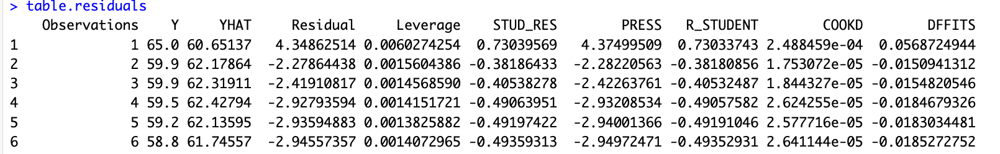 > table.residuals
Observations Y YHAT Residual Leverage STUD_RES PRESS R_STUDENT COOKD DFFITS
1 1 65.0 60.65137 4.34862514 0.0060274254 0.73039569 4.37499509 0.73033743 2.488459e-04 0.0568724944
2 2 59.9 62.17864 -2.27864438 0.0015604386 -0.38186433 -2.28220563 -0.38180856 1.753072e-05 -0.0150941312
3 3 59.9 62.31911 -2.41910817 0.0014568590 -0.40538278 -2.42263761 -0.40532487 1.844327e-05 -0.0154820546
4 4 59.5 62.42794 -2.92793594 0.0014151721 -0.49063951 -2.93208534 -0.49057582 2.624255e-05 -0.0184679326
5 5 59.2 62.13595 -2.93594883 0.0013825882 -0.49197422 -2.94001366 -0.49191046 2.577716e-05 -0.0183034481
6 6 58.8 61.74557 -2.94557357 0.0014072965 -0.49359313 -2.94972471 -0.49352931 2.641144e-05 -0.0185272752